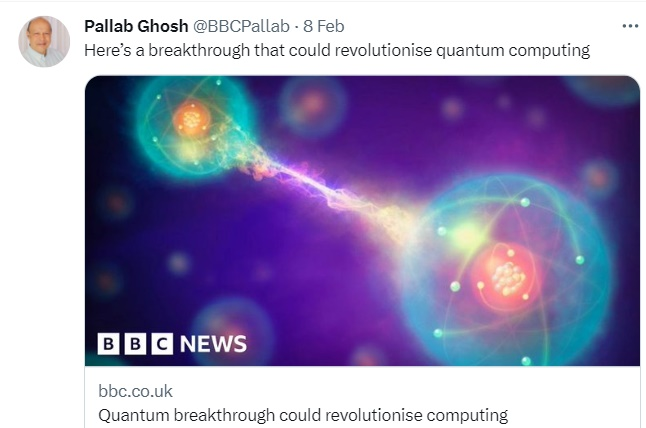 Pallab Ghosh @BBCPallab · 8 Feb
Here’s a breakthrough that could revolutionise quantum computing
BBC NEWS
bbc.co.uk
Quantum breakthrough could revolutionise computing